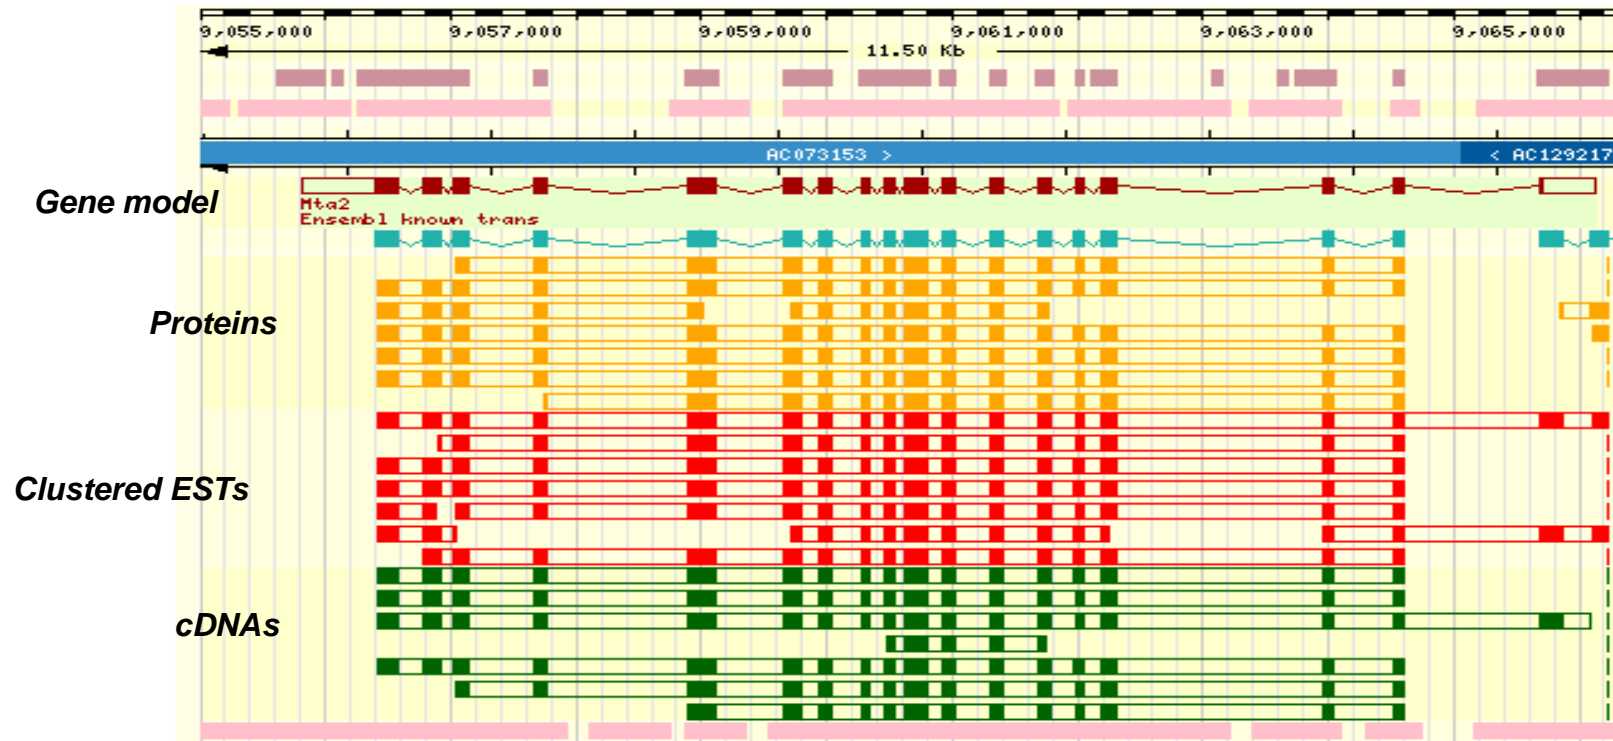 9,055,000 9,057,000 9,059,000 9,061,000 9,063,000 9,065,000
11.50 Kb
AC073153 > < AC129217
Gene model
Mta2
Ensembl known trans
Proteins
Clustered ESTs
cDNAs